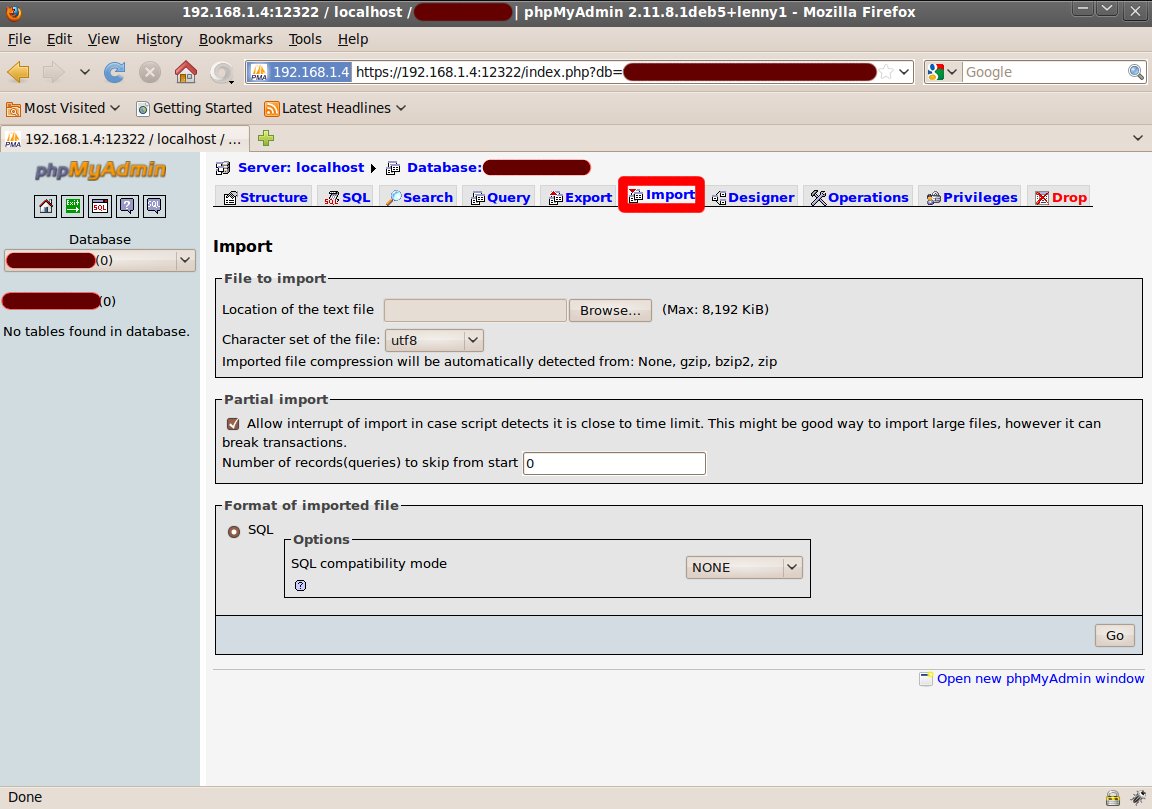 192.168.1.4:12322 / localhost / | phpMyAdmin 2.11.8.1deb5+lenny1 - Mozilla Firefox
File Edit View History Bookmarks Tools Help
PMA 192.168.1.4 https://192.168.1.4:12322/index.php?db= Google
Most Visited Getting Started Latest Headlines
PMA 192.168.1.4:12322 / localhost / ...
phpMyAdmin
SQL SQL
Database
(0)
(0)
No tables found in database.
Server: localhost Database:
Structure SQL Search Query Export Import Designer Operations Privileges Drop
Import
File to import
Location of the text file Browse... (Max: 8,192 KiB)
Character set of the file: utf8
Imported file compression will be automatically detected from: None, gzip, bzip2, zip
Partial import
Allow interrupt of import in case script detects it is close to time limit. This might be good way to import large files, however it can
break transactions.
Number of records(queries) to skip from start 0
Format of imported file
SQL
Options
SQL compatibility mode NONE
?
Go
Open new phpMyAdmin window
Done